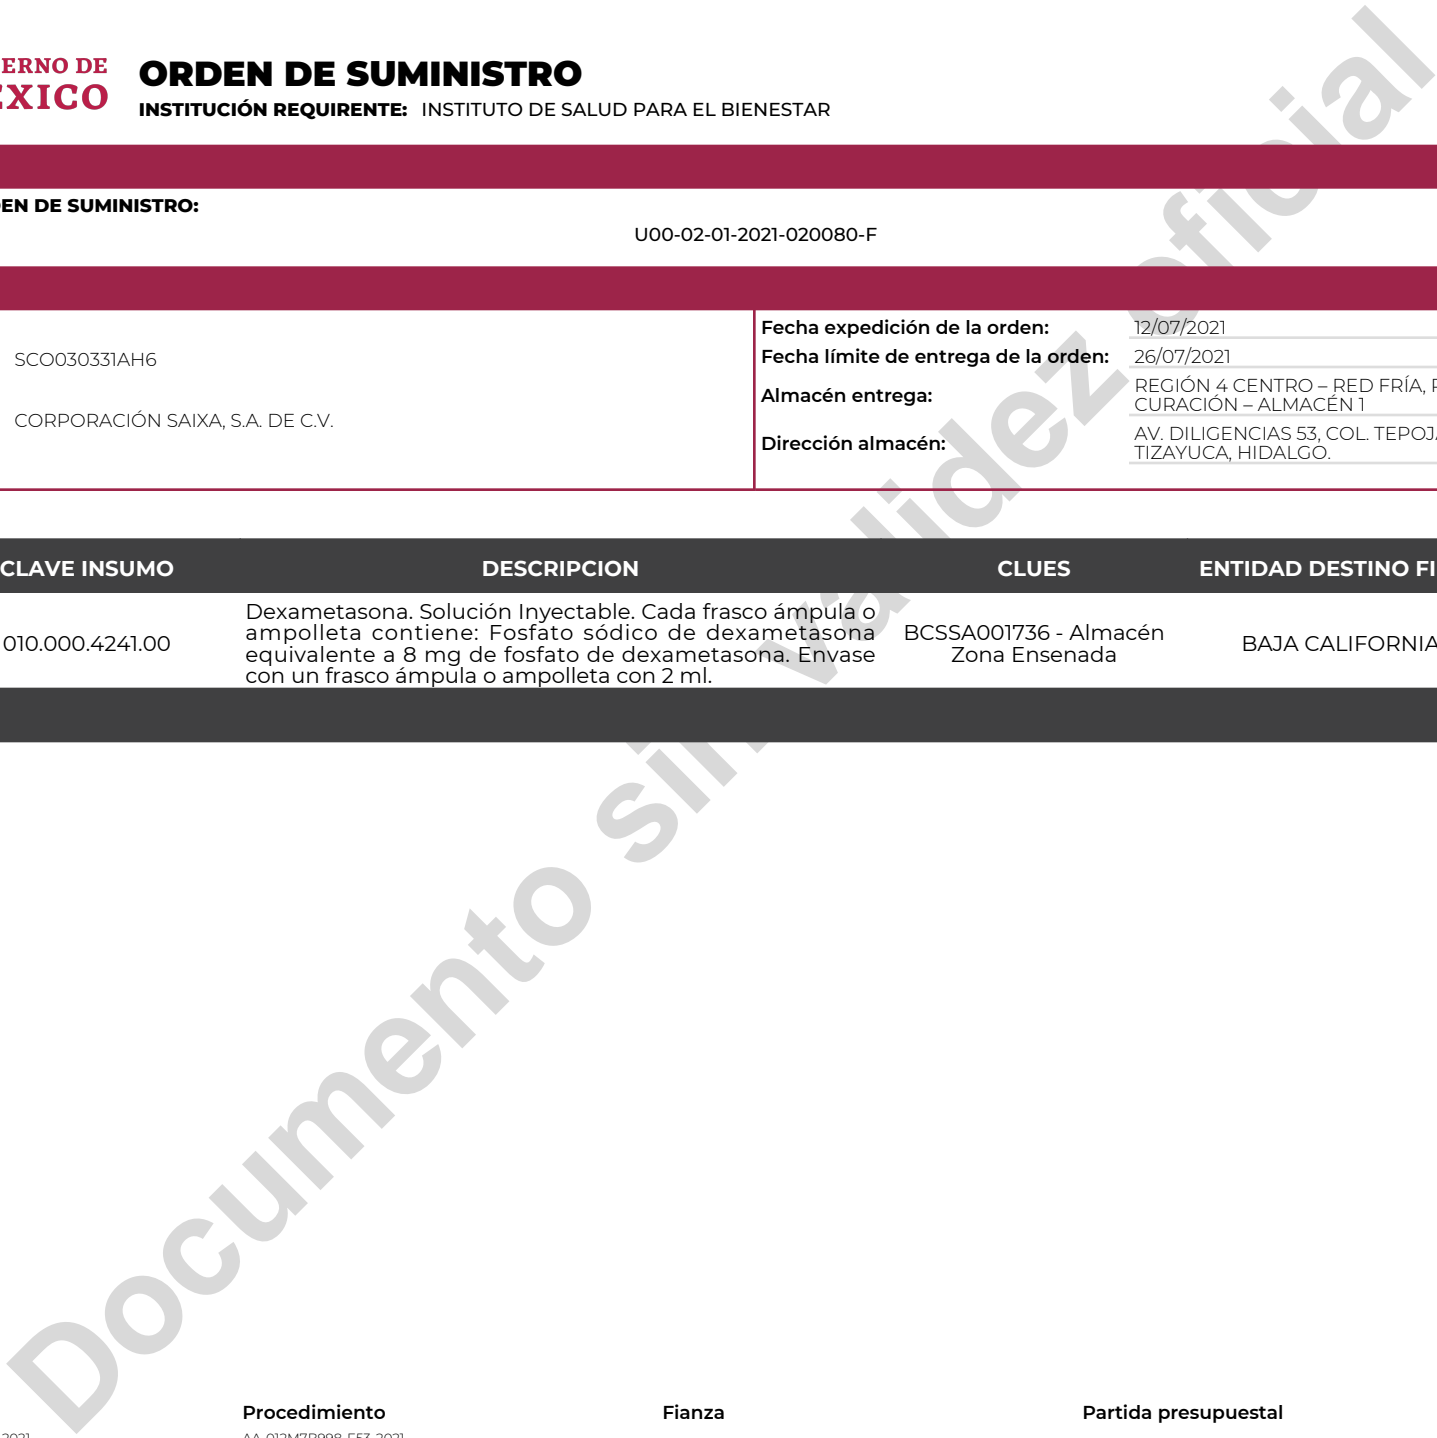 ERNO DE
ÉXICO
ORDEN DE SUMINISTRO
INSTITUCIÓN REQUIRENTE: INSTITUTO DE SALUD PARA EL BIENESTAR
EN DE SUMINISTRO:
U00-02-01-2021-020080-F
SCO030331AH6
CORPORACIÓN SAIXA, S.A. DE C.V.
Fecha expedición de la orden: 12/07/2021
Fecha límite de entrega de la orden: 26/07/2021
Almacén entrega: REGIÓN 4 CENTRO – RED FRÍA,
CURACIÓN – ALMACÉN 1
Dirección almacén: AV. DILIGENCIAS 53, COL. TEPOJA
TIZAYUCA, HIDALGO.
CLAVE INSUMO DESCRIPCION CLUES ENTIDAD DESTINO FI
010.000.4241.00
Dexametasona. Solución Inyectable. Cada frasco ámpula o
ampolleta contiene: Fosfato sódico de dexametasona
equivalente a 8 mg de fosfato de dexametasona. Envase
con un frasco ámpula o ampolleta con 2 ml.
BCSSA001736 - Almacén
Zona Ensenada
BAJA CALIFORNIA
Documento sin validez oficial
Procedimiento Fianza Partida presupuestal